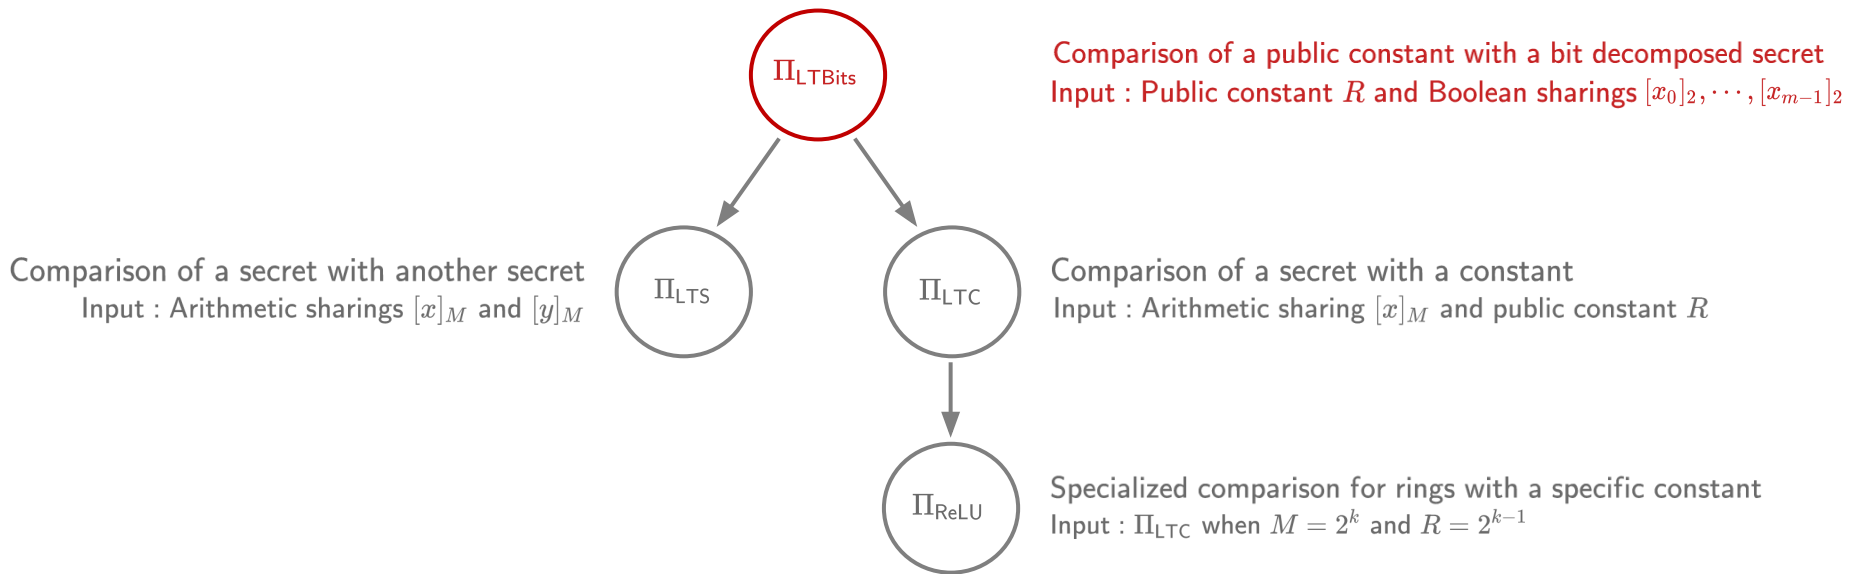 Π_LTBits
Comparison of a public constant with a bit decomposed secret
Input : Public constant R and Boolean sharings [x_0]_2, ⋯, [x_{m−1}]_2
Comparison of a secret with another secret
Input : Arithmetic sharings [x]_M and [y]_M
Π_LTS
Π_LTC
Comparison of a secret with a constant
Input : Arithmetic sharing [x]_M and public constant R
Π_ReLU
Specialized comparison for rings with a specific constant
Input : Π_LTC when M = 2^k and R = 2^{k−1}